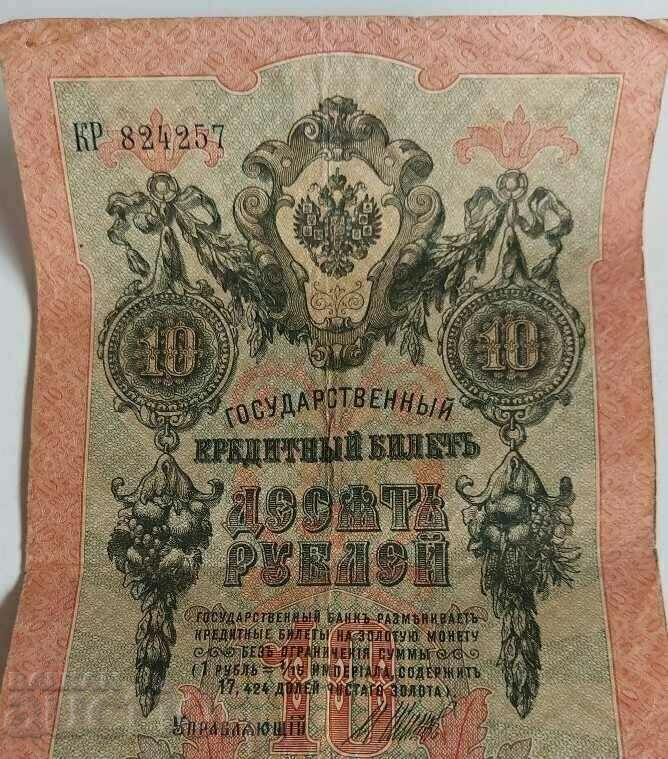 КР 824257
10 10
ГОСУДАРСТВЕННЫЙ
КРЕДИТНЫЙ БИЛЕТЪ
ДЕСЯТЬ
РУБЛЕЙ
ГОСУДАРСТВЕННЫЙ БАНКЪ РАЗМѢНИВАЕТЪ
КРЕДИТНЫЕ БИЛЕТЫ НА ЗОЛОТУЮ МОНЕТУ
БЕЗЪ ОГРАНИЧЕНІЯ СУММЫ
(1 РУБЛЬ = 1/15 ИМПЕРІАЛА, СОДЕРЖИТЪ
17,424 ДОЛЕЙ ЧИСТАГО ЗОЛОТА).
10
УПРАВЛЯЮЩІЙ